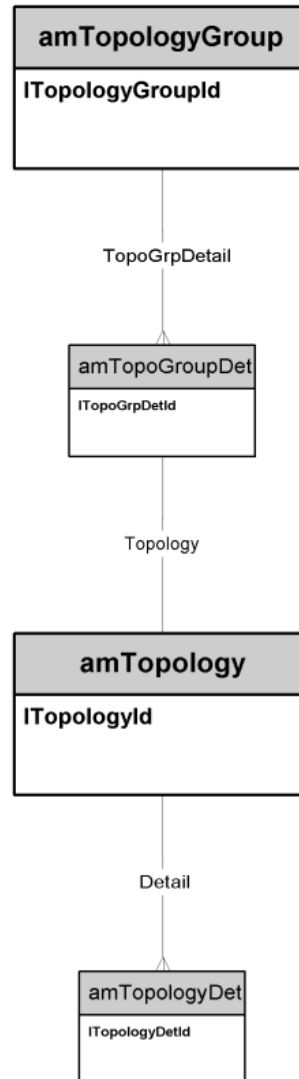 amTopologyGroup
lTopologyGroupId
TopoGrpDetail
amTopoGroupDet
lTopoGrpDetId
Topology
amTopology
lTopologyId
Detail
amTopologyDet
lTopologyDetId